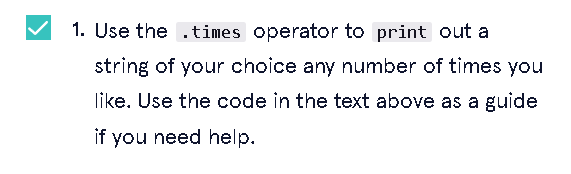 1. Use the .times operator to print out a
string of your choice any number of times you
like. Use the code in the text above as a guide
if you need help.